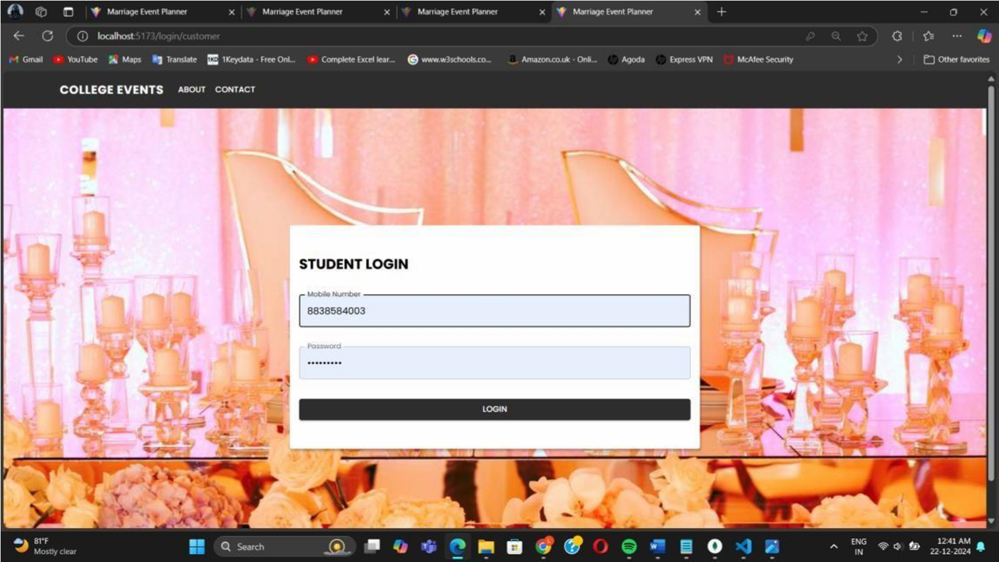 Marriage Event Planner
Marriage Event Planner
Marriage Event Planner
Marriage Event Planner
localhost:5173/login/customer
Gmail
YouTube
Maps
Translate
1KD
1Keydata - Free Onl...
Complete Excel lear...
www.w3schools.co...
Amazon.co.uk - Onli...
Agoda
Express VPN
McAfee Security
Other favorites
COLLEGE EVENTS
ABOUT
CONTACT
STUDENT LOGIN
Mobile Number
8838584003
Password
LOGIN
81°F
Mostly clear
Search
ENG
IN
12:41 AM
22-12-2024